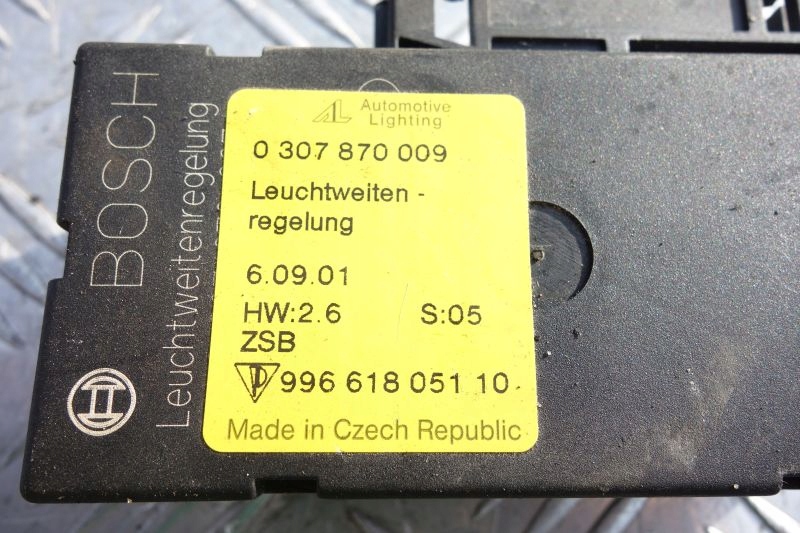 BOSCH
Leuchtweitenregelung
AL Automotive
Lighting
0 307 870 009
Leuchtweiten -
regelung
6.09.01
HW:2.6 S:05
ZSB
996 618 051 10
Made in Czech Republic